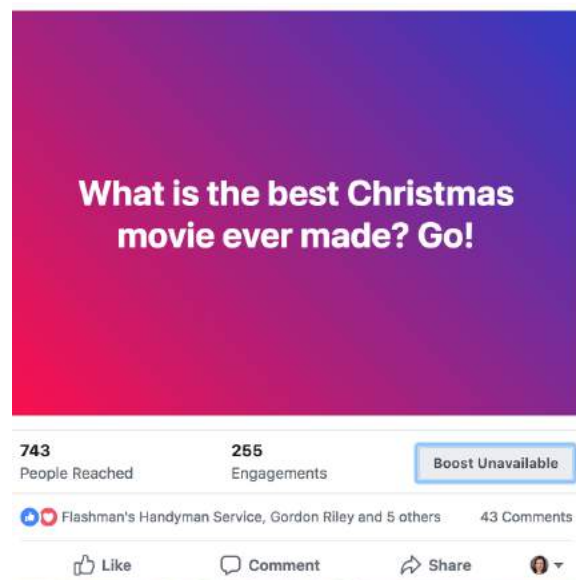 What is the best Christmas
movie ever made? Go!
743 255
People Reached Engagements Boost Unavailable
Flashman's Handyman Service, Gordon Riley and 5 others 43 Comments
Like Comment Share